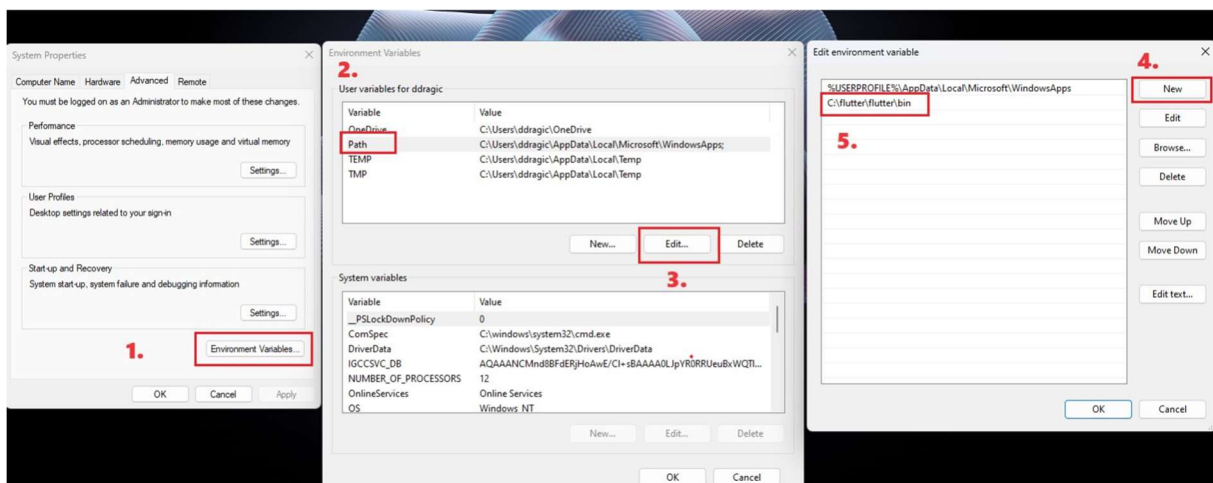 System Properties
Computer Name Hardware Advanced Remote
You must be logged on as an Administrator to make most of these changes.
Performance
Visual effects, processor scheduling, memory usage and virtual memory
Settings...
User Profiles
Desktop settings related to your sign-in
Settings...
Start-up and Recovery
System start-up, system failure and debugging information
Settings...
1.
Environment Variables...
OK Cancel Apply
Environment Variables
2.
User variables for ddragic
Variable Value
OneDrive C:\Users\ddragic\OneDrive
Path C:\Users\ddragic\AppData\Local\Microsoft\WindowsApps;
TEMP C:\Users\ddragic\AppData\Local\Temp
TMP C:\Users\ddragic\AppData\Local\Temp
New... Edit... Delete
3.
System variables
Variable Value
__PSLockDownPolicy 0
ComSpec C:\windows\system32\cmd.exe
DriverData C:\Windows\System32\Drivers\DriverData
IGCCSVC_DB
NUMBER_OF_PROCESSORS 12
OnlineServices Online Services
OS Windows_NT
New... Edit... Delete
OK Cancel
Edit environment variable
4.
%USERPROFILE%\AppData\Local\Microsoft\WindowsApps
C:\flutter\flutter\bin
5.
New
Edit
Browse...
Delete
Move Up
Move Down
Edit text...
OK Cancel